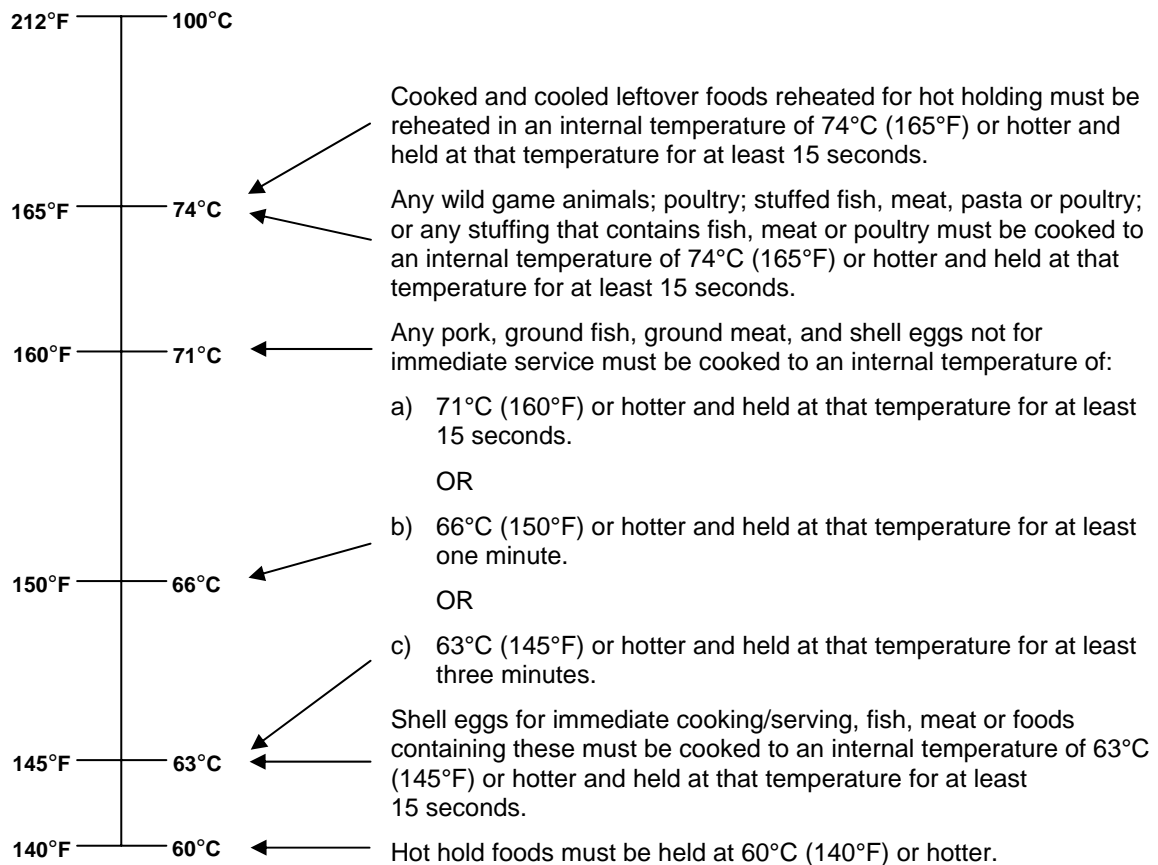 212°F 100°C
Cooked and cooled leftover foods reheated for hot holding must be
reheated in an internal temperature of 74°C (165°F) or hotter and
held at that temperature for at least 15 seconds.
165°F 74°C
Any wild game animals; poultry; stuffed fish, meat, pasta or poultry;
or any stuffing that contains fish, meat or poultry must be cooked to
an internal temperature of 74°C (165°F) or hotter and held at that
temperature for at least 15 seconds.
160°F 71°C
Any pork, ground fish, ground meat, and shell eggs not for
immediate service must be cooked to an internal temperature of:
a) 71°C (160°F) or hotter and held at that temperature for at least
15 seconds.
OR
b) 66°C (150°F) or hotter and held at that temperature for at least
one minute.
150°F 66°C
OR
c) 63°C (145°F) or hotter and held at that temperature for at least
three minutes.
Shell eggs for immediate cooking/serving, fish, meat or foods
containing these must be cooked to an internal temperature of 63°C
145°F 63°C
(145°F) or hotter and held at that temperature for at least
15 seconds.
140°F 60°C
Hot hold foods must be held at 60°C (140°F) or hotter.